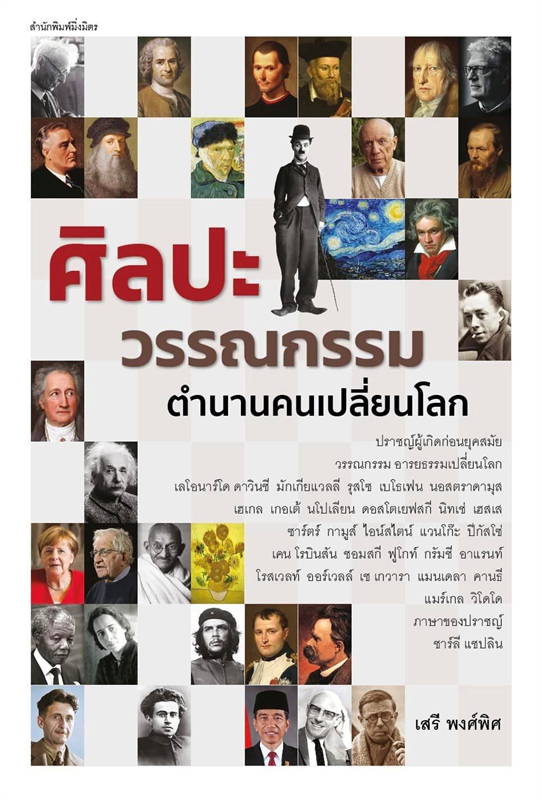 สำนักพิมพ์มิ่งมิตร
ศิลปะ
วรรณกรรม
ตำนานคนเปลี่ยนโลก
ปราชญ์ผู้เกิดก่อนยุคสมัย
วรรณกรรม อารยธรรมเปลี่ยนโลก
เลโอนาร์โด ดาวินชี มักเกียแวลลี รุสโซ เบโธเฟน นอสตราดามุส
เฮเกล เกอเต้ นโปเลียน ดอสโตเยฟสกี นิทเช่ เฮสเส
ซาร์ตร์ กามูส์ ไอน์สไตน์ แวนโก๊ะ ปีกัสโซ่
เคน โรบินสัน ชอมสกี ฟูโกท์ กรัมชี อาแรนท์
โรสเวลท์ ออร์เวลล์ เช เกวารา แมนเดลา คานธี
แมร์เกล วิโดโด
ภาษาของปราชญ์
ชาร์ลี แชปลิน
เสรี พงศ์พิศ